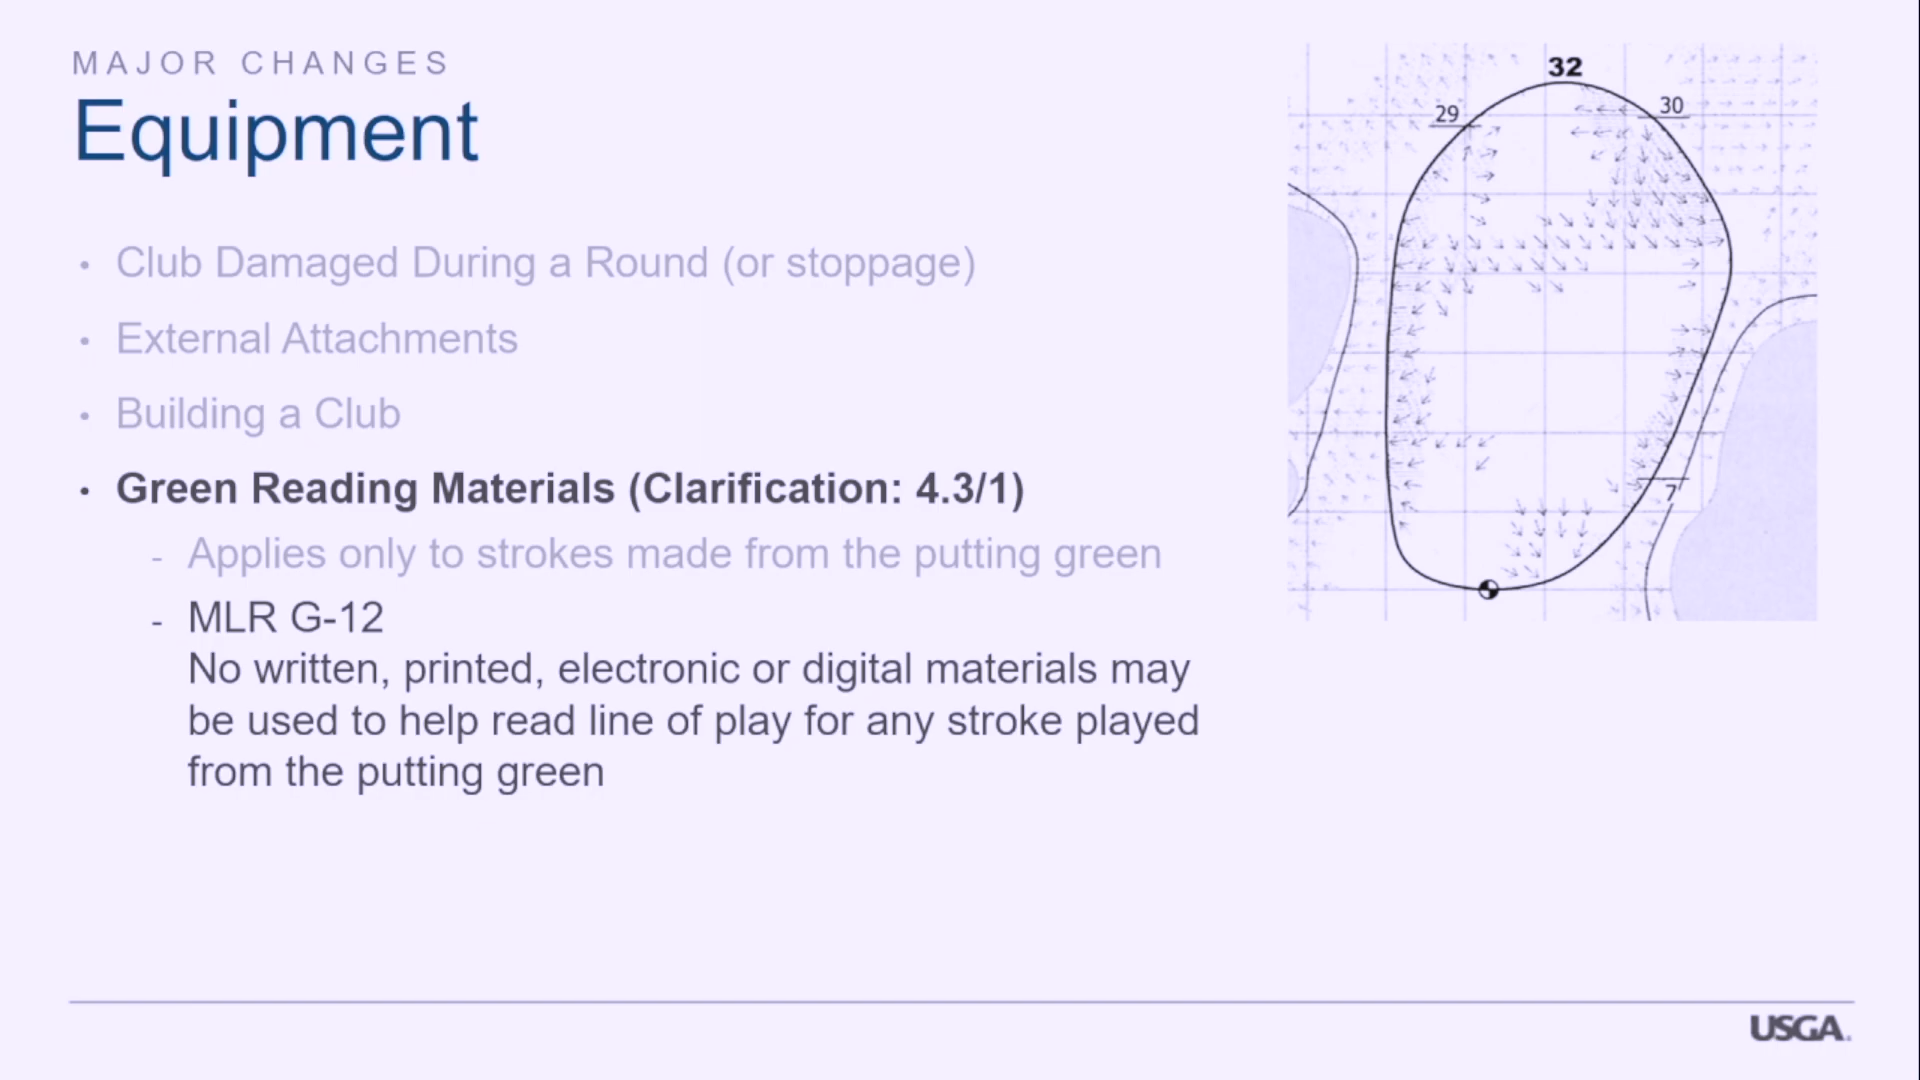 MAJOR CHANGES
Equipment
• Club Damaged During a Round (or stoppage)
• External Attachments
• Building a Club
• Green Reading Materials (Clarification: 4.3/1)
- Applies only to strokes made from the putting green
- MLR G-12
No written, printed, electronic or digital materials may
be used to help read line of play for any stroke played
from the putting green
32
29
30
7
USGA.